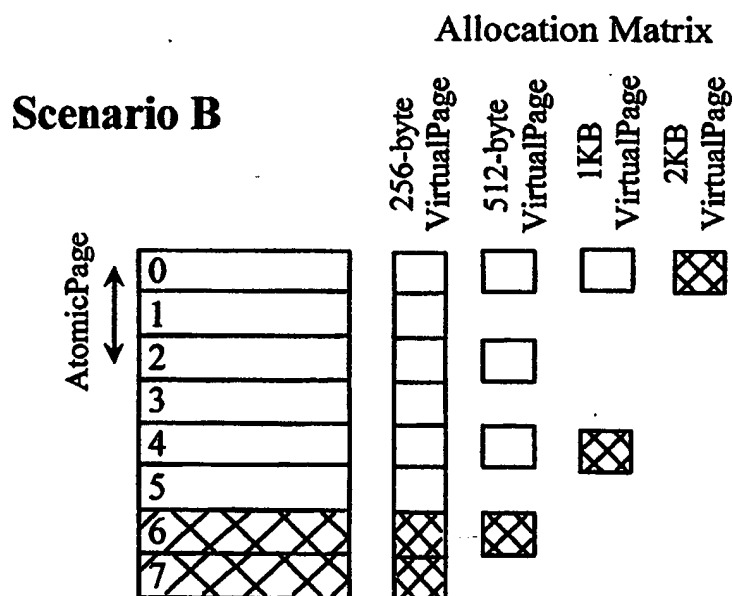 Allocation Matrix
Scenario B
256-byte
VirtualPage
512-byte
VirtualPage
1KB
VirtualPage
2KB
VirtualPage
AtomicPage
0
1
2
3
4
5
6
7